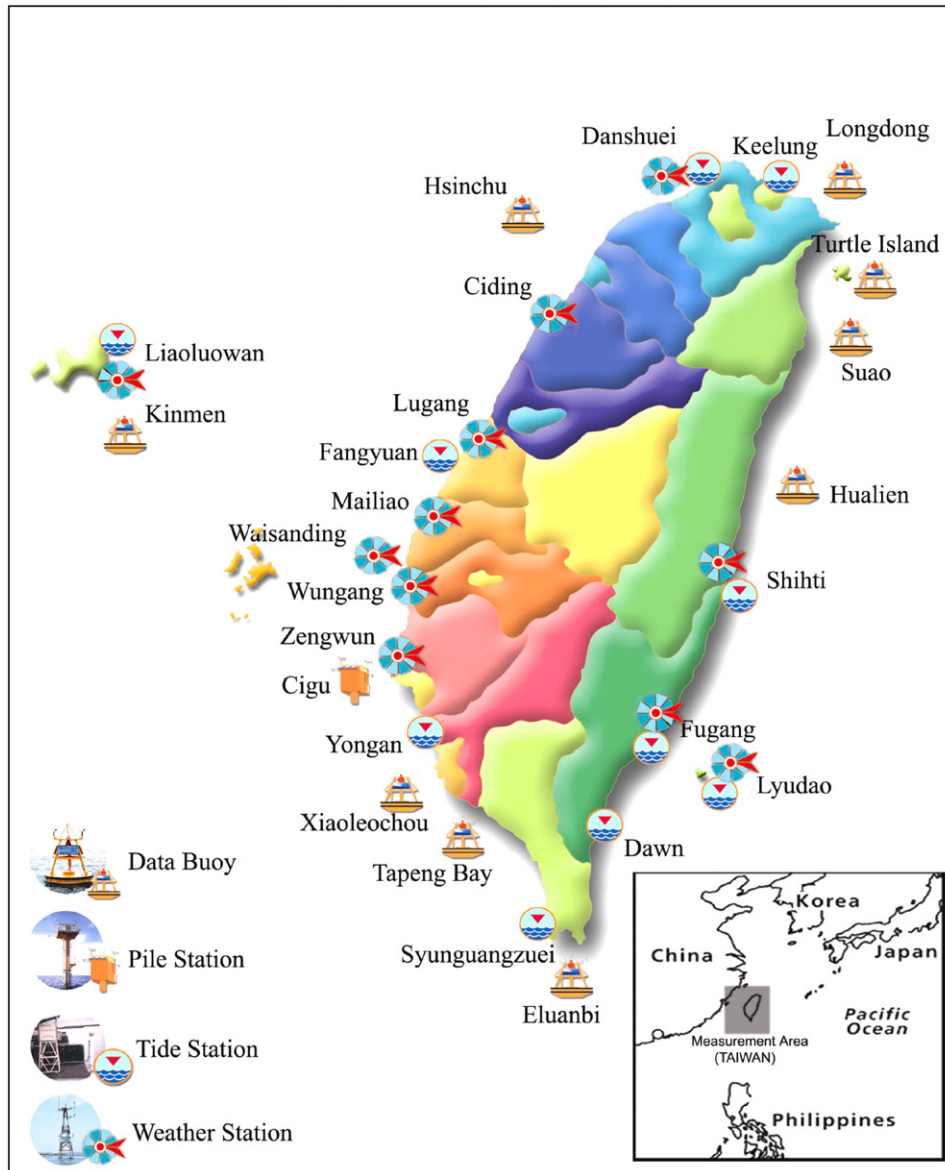 Longdong
Danshuei
Keelung
Hsinchu
Turtle Island
Ciding
Liaoluowan
Suao
Kinmen
Lugang
Fangyuan
Hualien
Mailiao
Waisanding
Shihti
Wungang
Zengwun
Cigu
Fugang
Yongan
Lyudao
Xiaoleochou
Dawn
Tapeng Bay
Syunguangzuei
Eluanbi
Data Buoy
Pile Station
Tide Station
Weather Station
Korea
China
Japan
Pacific
Ocean
Measurement Area
(TAIWAN)
Philippines